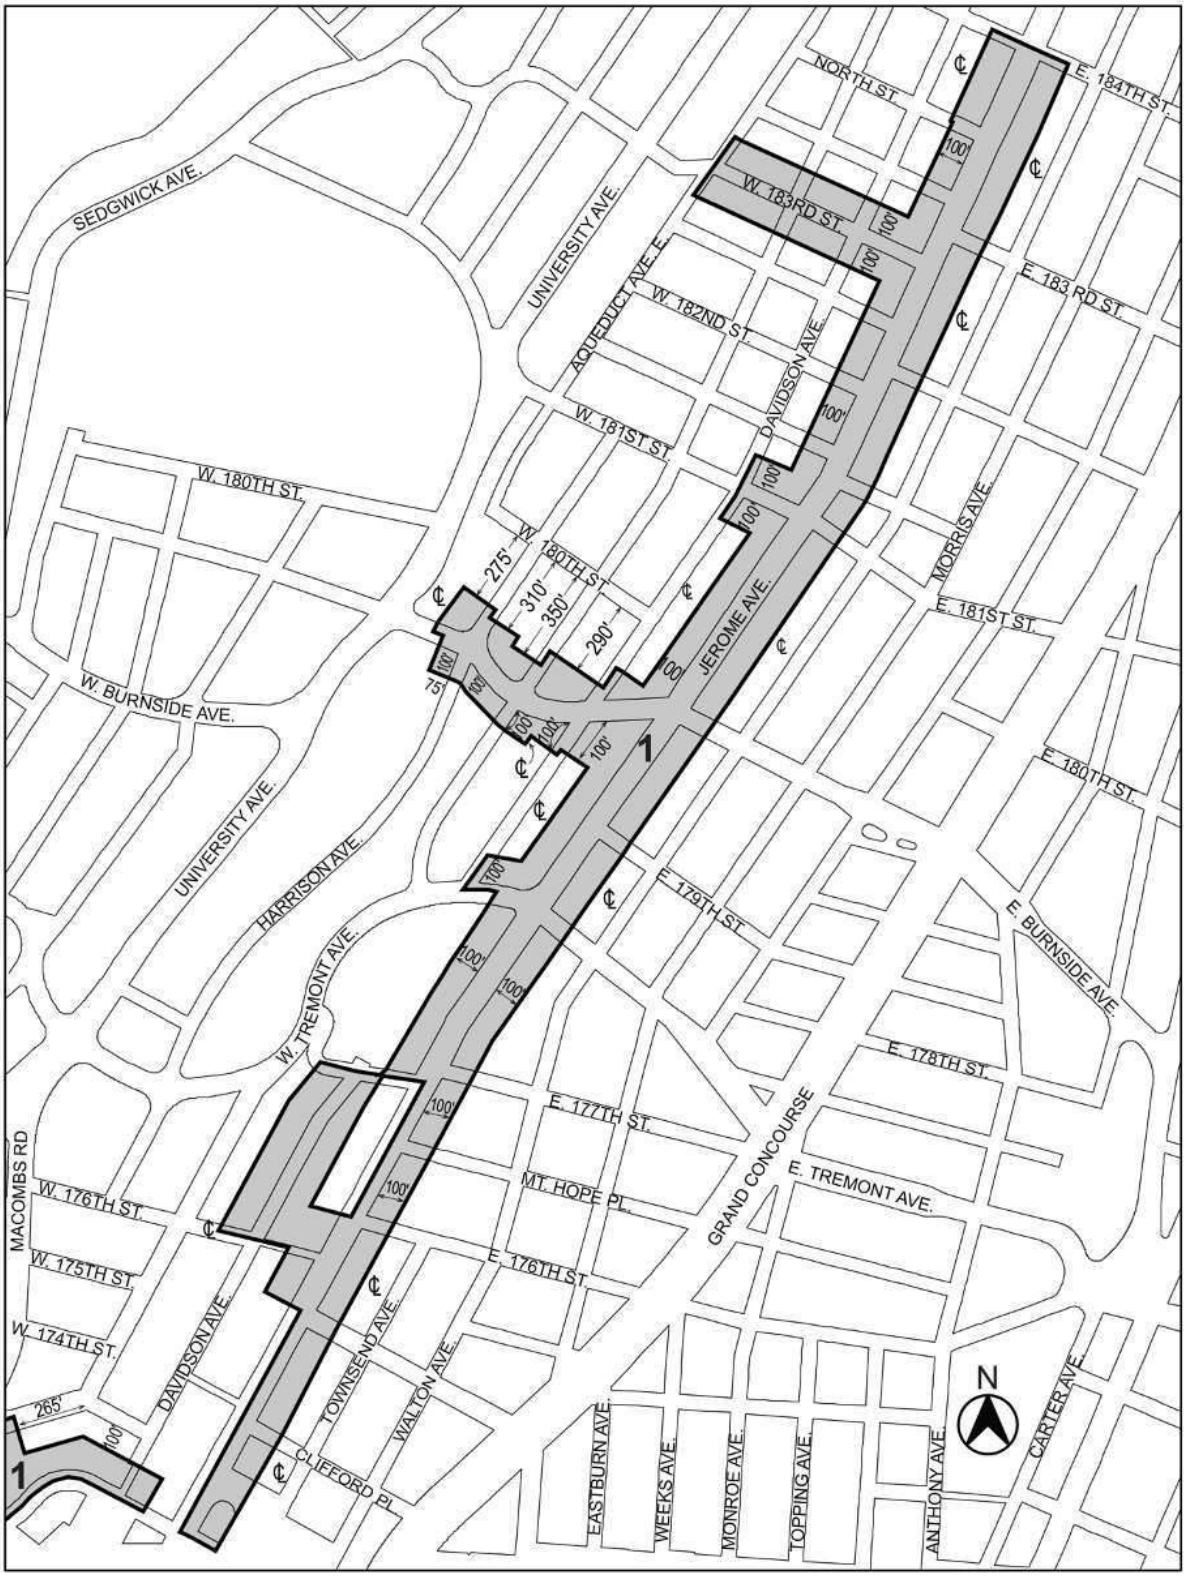 ℄
NORTH ST.
E. 184TH ST.
100'
℄
SEDGWICK AVE.
W. 183RD ST.
100'
UNIVERSITY AVE.
AQUEDUCT AVE. E.
100'
E. 183 RD ST.
W. 182ND ST.
℄
DAVIDSON AVE.
100'
W. 181ST ST.
W. 180TH ST.
100'
100'
MORRIS AVE.
W. 180TH ST
275'
310'
350'
290'
℄
℄
JEROME AVE.
E. 181ST ST.
℄
100'
75'
100'
100'
W. BURNSIDE AVE.
100'
100'
100'
1
℄
E. 180TH ST.
℄
UNIVERSITY AVE.
HARRISON AVE.
100'
E. 179TH ST.
℄
E. BURNSIDE AVE.
W. TREMONT AVE.
100'
100'
E. 178TH ST.
100'
E. 177TH ST.
GRAND CONCOURSE
MACOMBS RD
W. 176TH ST.
100'
MT. HOPE PL.
E. TREMONT AVE.
℄
W. 175TH ST.
E. 176TH ST.
℄
W. 174TH ST.
DAVIDSON AVE.
TOWNSEND AVE.
WALTON AVE.
N
265'
100'
1
℄
CLIFFORD PL.
EASTBURN AVE.
WEEKS AVE.
MONROE AVE.
TOPPING AVE.
ANTHONY AVE.
CARTER AVE.